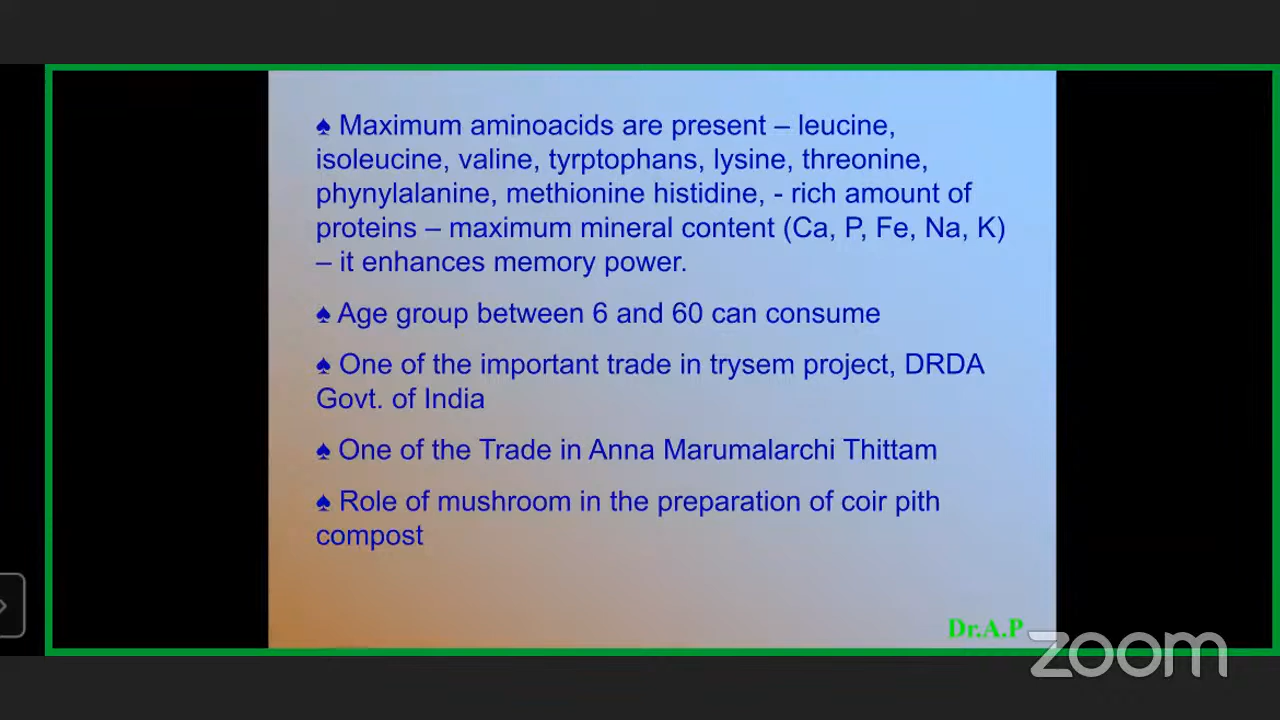 ♠ Maximum aminoacids are present – leucine,
isoleucine, valine, tyrptophans, lysine, threonine,
phynylalanine, methionine histidine, - rich amount of
proteins – maximum mineral content (Ca, P, Fe, Na, K)
– it enhances memory power.
♠ Age group between 6 and 60 can consume
♠ One of the important trade in trysem project, DRDA
Govt. of India
♠ One of the Trade in Anna Marumalarchi Thittam
♠ Role of mushroom in the preparation of coir pith
compost
Dr.A.P
zoom